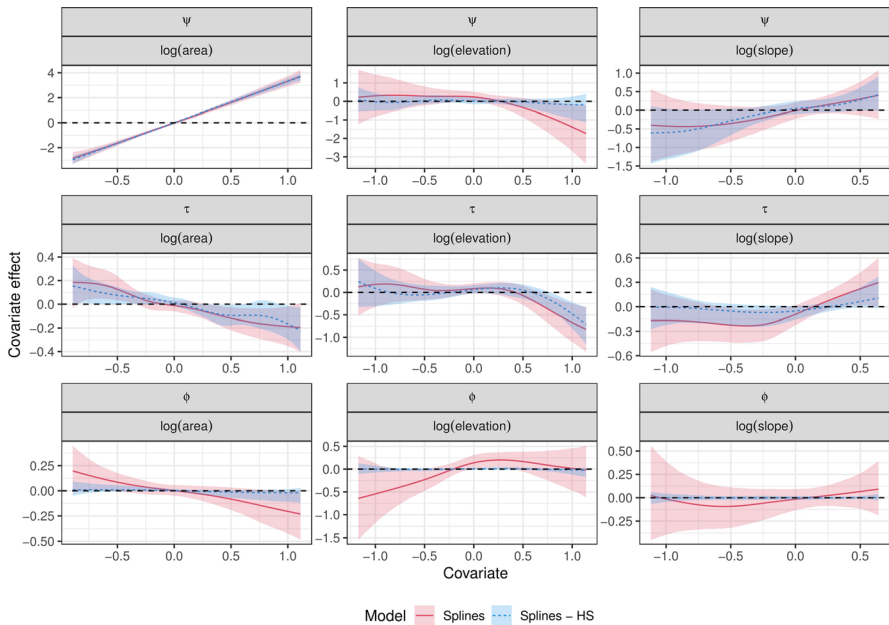 ψ ψ ψ
log(area) log(elevation) log(slope)
4
2
0
−2
−0.5 0.0 0.5 1.0
1
0
−1
−2
−3
−1.0 −0.5 0.0 0.5 1.0
1.0
0.5
0.0
−0.5
−1.0
−1.5
−1.0 −0.5 0.0 0.5
τ τ τ
log(area) log(elevation) log(slope)
Covariate effect
0.4
0.2
0.0
−0.2
−0.4
−0.5 0.0 0.5 1.0
0.5
0.0
−0.5
−1.0
−1.0 −0.5 0.0 0.5 1.0
0.6
0.3
0.0
−0.3
−0.6
−1.0 −0.5 0.0 0.5
ϕ ϕ ϕ
log(area) log(elevation) log(slope)
0.25
0.00
−0.25
−0.50
−0.5 0.0 0.5 1.0
0.5
0.0
−0.5
−1.0
−1.5
−1.0 −0.5 0.0 0.5 1.0
0.50
0.25
0.00
−0.25
−1.0 −0.5 0.0 0.5
Covariate
Model Splines Splines − HS